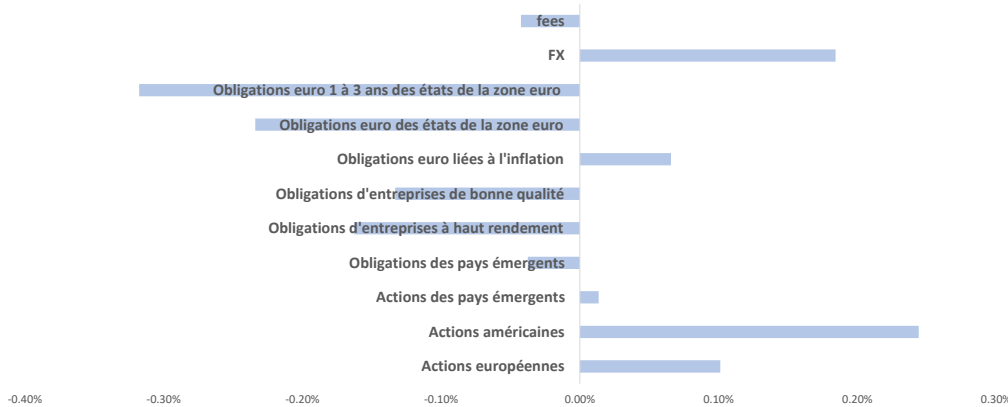 fees
FX
Obligations euro 1 à 3 ans des états de la zone euro
Obligations euro des états de la zone euro
Obligations euro liées à l'inflation
Obligations d'entreprises de bonne qualité
Obligations d'entreprises à haut rendement
Obligations des pays émergents
Actions des pays émergents
Actions américaines
Actions européennes
-0.40% -0.30% -0.20% -0.10% 0.00% 0.10% 0.20% 0.30%